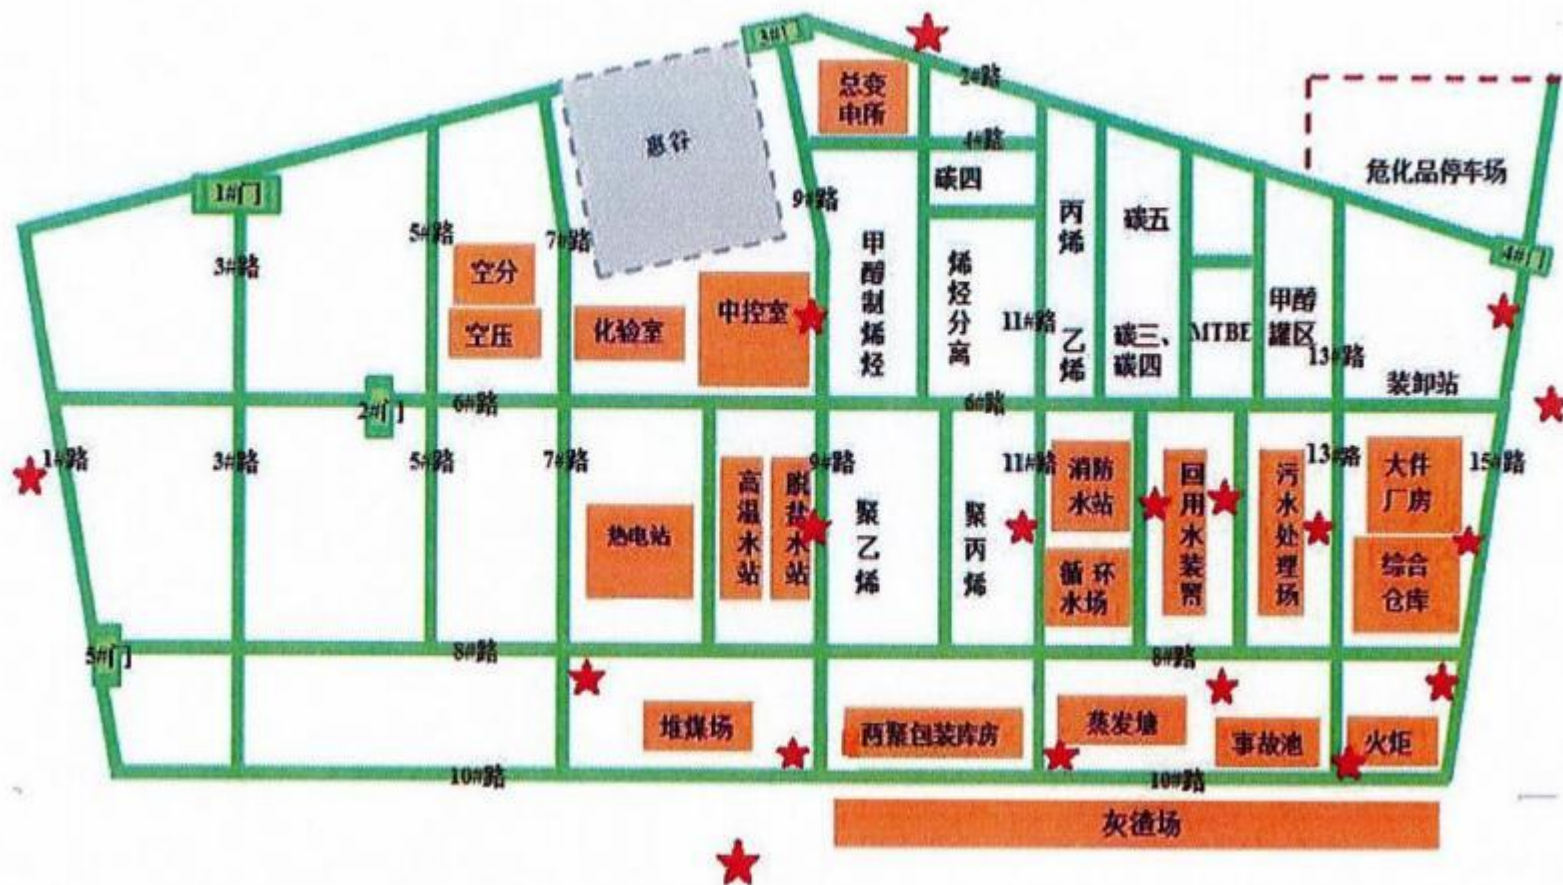 3#门
2#路
总变
电所
4#路
惠谷
危化品停车场
1#门
碳四
9#路
丙烯
碳五
5#路
7#路
3#路
4#门
空分
甲醇制烯烃
烯烃分离
甲醇
罐区
中控室
空压
化验室
11#路
乙烯
碳三、
碳四
MTBE
13#路
装卸站
2#门
6#路
6#路
1#路
3#路
5#路
7#路
高温水站
脱盐水站
9#路
聚乙烯
聚丙烯
11#路
消防
水站
回用水装置
污水处理场
13#路
大件
厂房
15#路
热电站
循环
水场
综合
仓库
5#门
8#路
8#路
堆煤场
两聚包装库房
蒸发塘
事故池
火炬
10#路
10#路
灰渣场